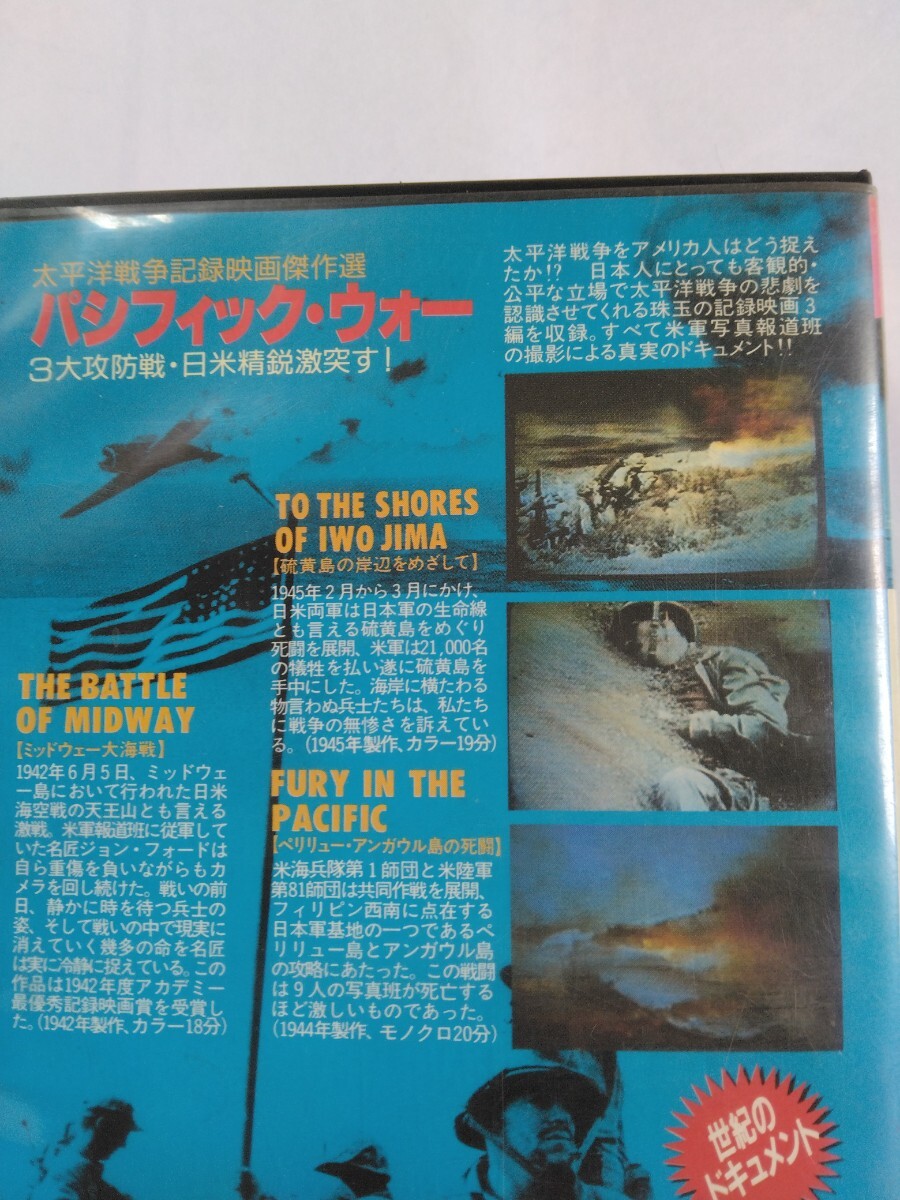 太平洋戦争記録映画傑作選
パシフィック・ウォー
3大攻防戦・日米精鋭激突す!
太平洋戦争をアメリカ人はどう捉え
たか!? 日本人にとっても客観的・
公平な立場で太平洋戦争の悲劇を
認識させてくれる珠玉の記録映画3
編を収録。すべて米軍写真報道班
の撮影による真実のドキュメント!!
TO THE SHORES
OF IWO JIMA
【硫黄島の岸辺をめざして】
1945年2月から3月にかけ、
日米両軍は日本軍の生命線
とも言える硫黄島をめぐり
死闘を展開、米軍は21,000名
の犠牲を払い遂に硫黄島を
手中にした。海岸に横たわる
物言わぬ兵士たちは、私たち
に戦争の無惨さを訴えてい
る。(1945年製作、カラー19分)
THE BATTLE
OF MIDWAY
【ミッドウェー大海戦】
1942年6月5日、ミッドウェ
ー島において行われた日米
海空戦の天王山とも言える
激戦。米軍報道班に従軍して
いた名匠ジョン・フォードは
自ら重傷を負いながらもカ
メラを回し続けた。戦いの前
日、静かに時を待つ兵士の
姿、そして戦いの中で現実に
消えていく幾多の命を名匠
は実に冷静に捉えている。この
作品は1942年度アカデミー
最優秀記録映画賞を受賞し
た。(1942年製作、カラー18分)
FURY IN THE
PACIFIC
【ペリリュー・アンガウル島の死闘】
米海兵隊第1師団と米陸軍
第81師団は共同作戦を展開、
フィリピン西南に点在する
日本軍基地の一つであるペ
リリュー島とアンガウル島
の攻略にあたった。この戦闘
は9人の写真班が死亡する
ほど激しいものであった。
(1944年製作、モノクロ20分)
世紀の
ドキュメント